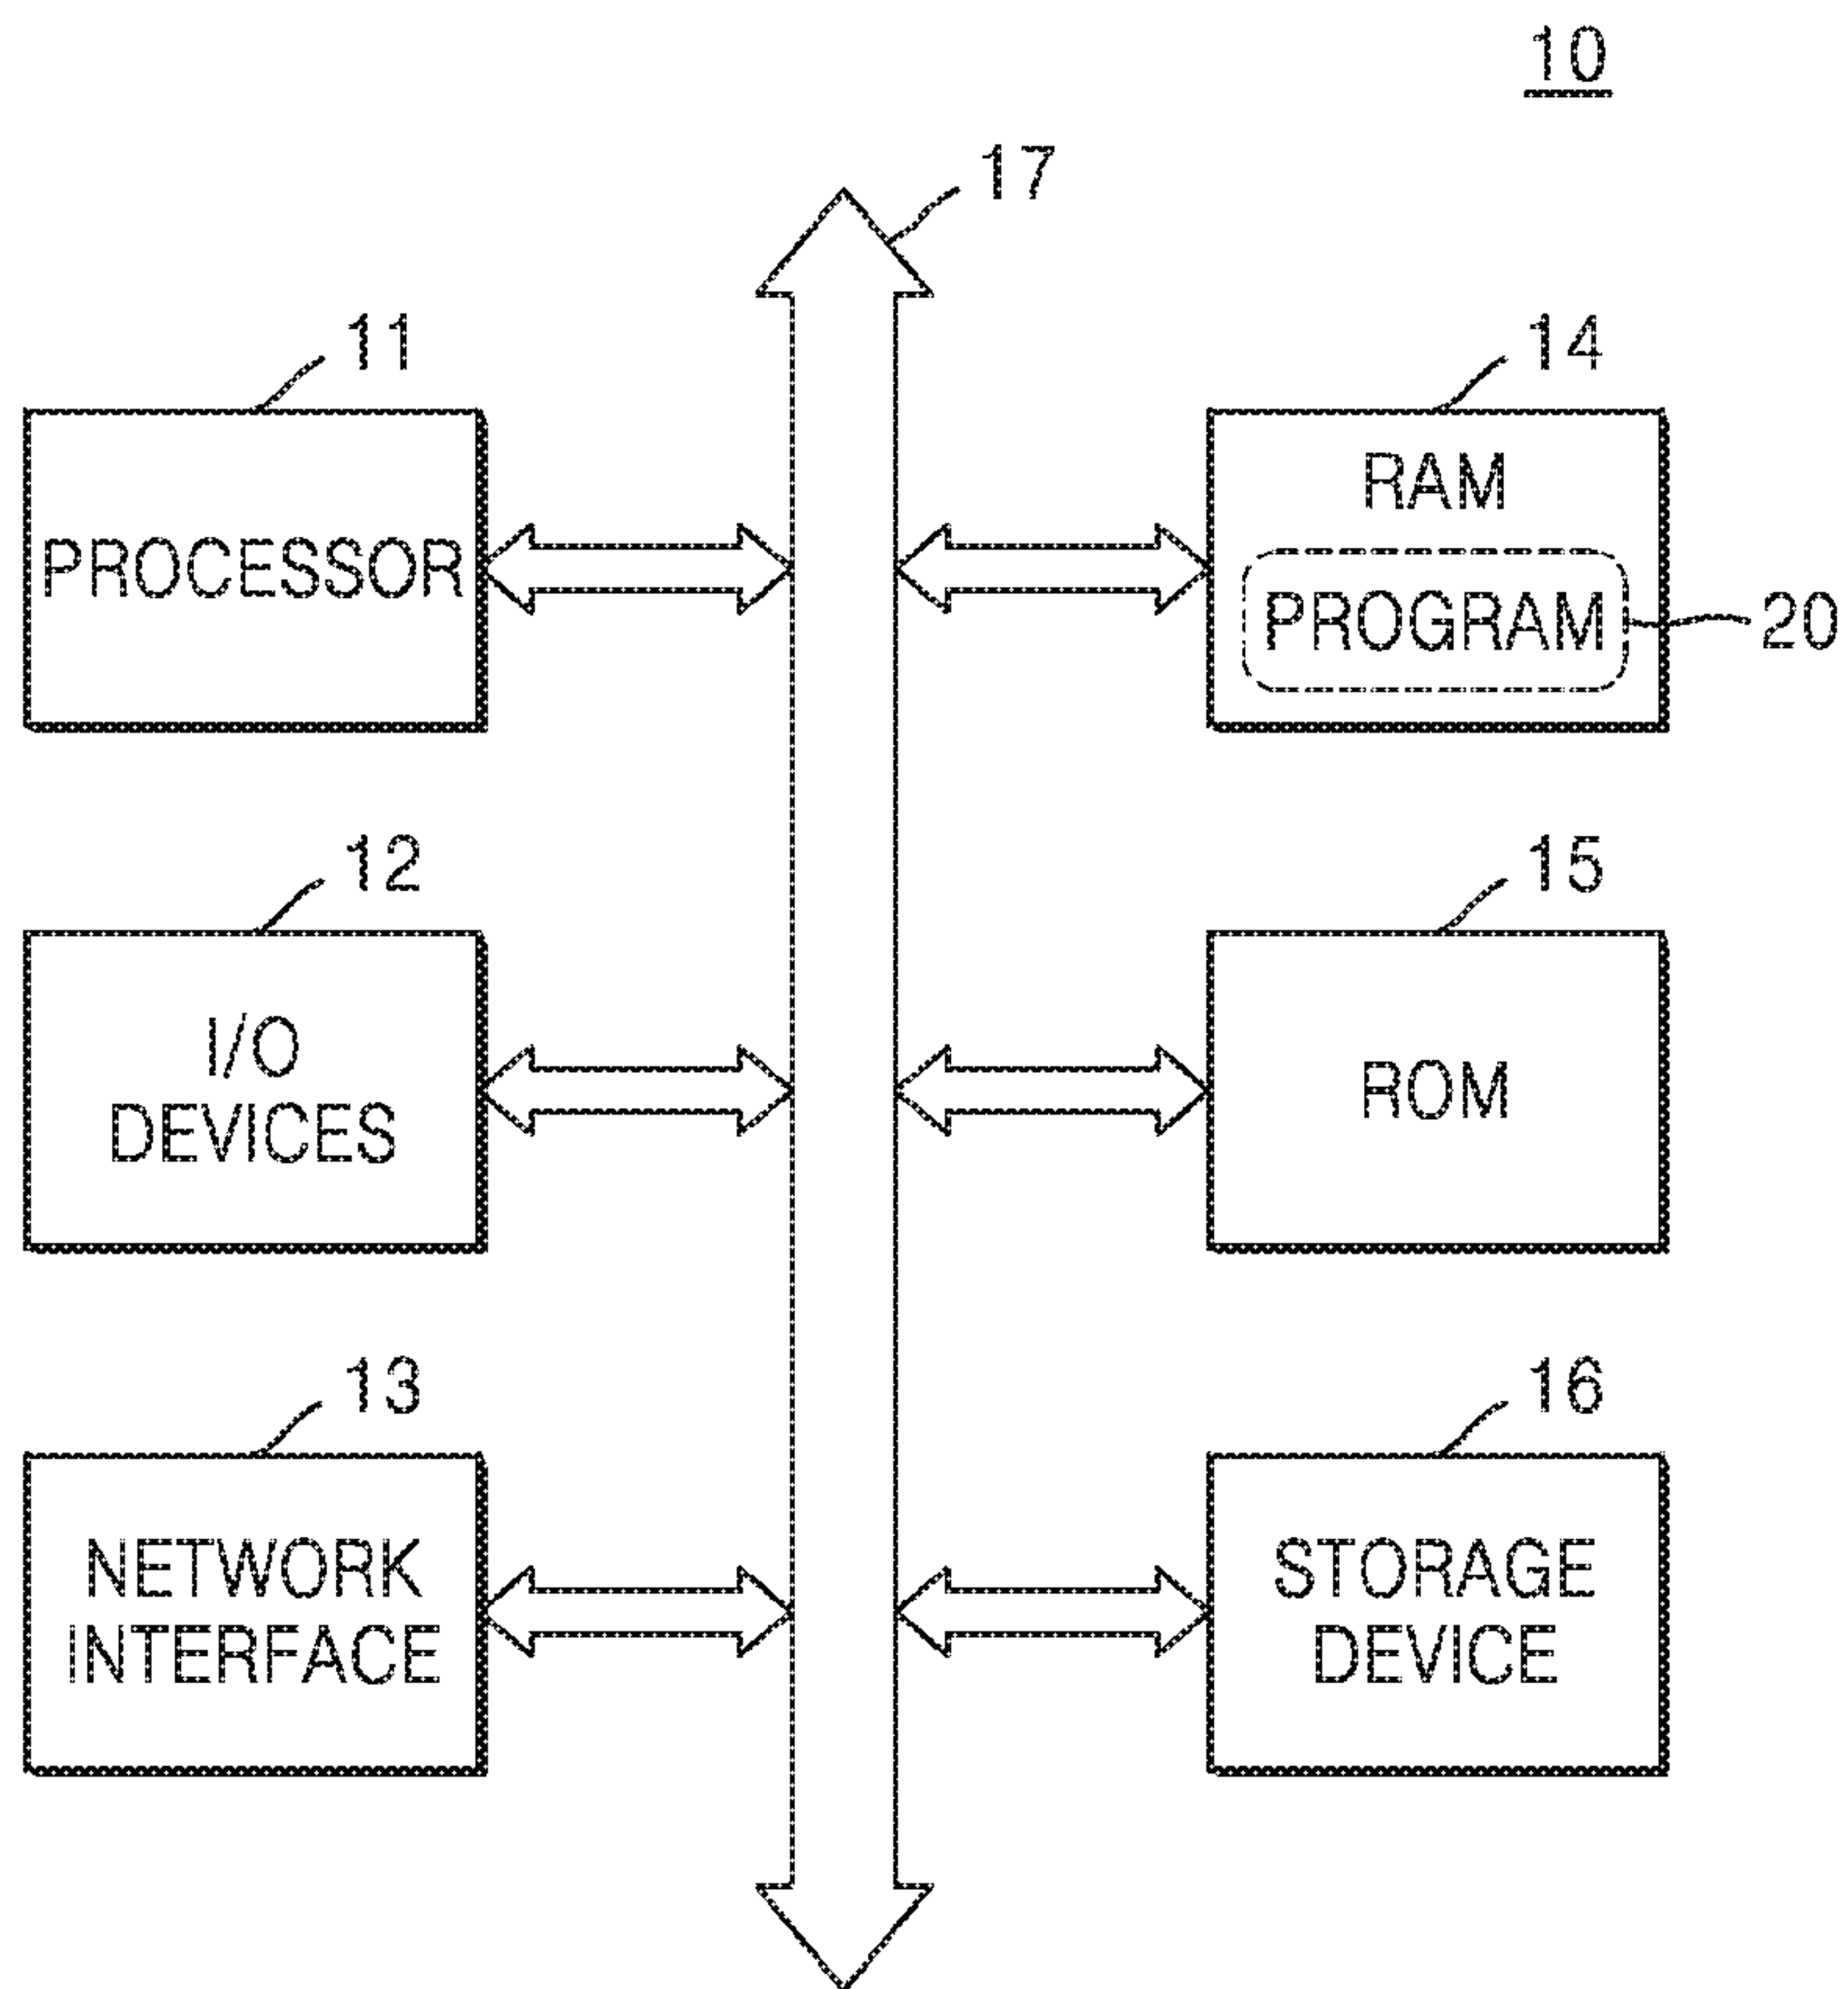 10
17
11
PROCESSOR
14
RAM
PROGRAM
20
12
I/O
DEVICES
15
ROM
13
NETWORK
INTERFACE
16
STORAGE
DEVICE